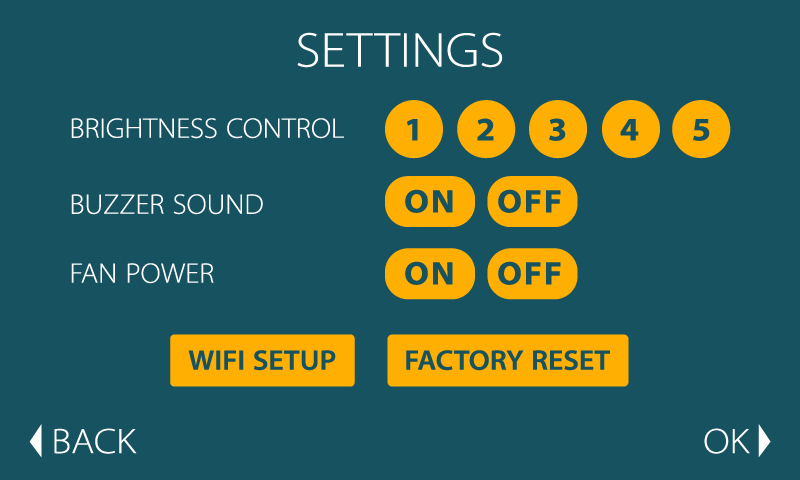 SETTINGS
BRIGHTNESS CONTROL 1 2 3 4 5
BUZZER SOUND ON OFF
FAN POWER ON OFF
WIFI SETUP FACTORY RESET
BACK OK